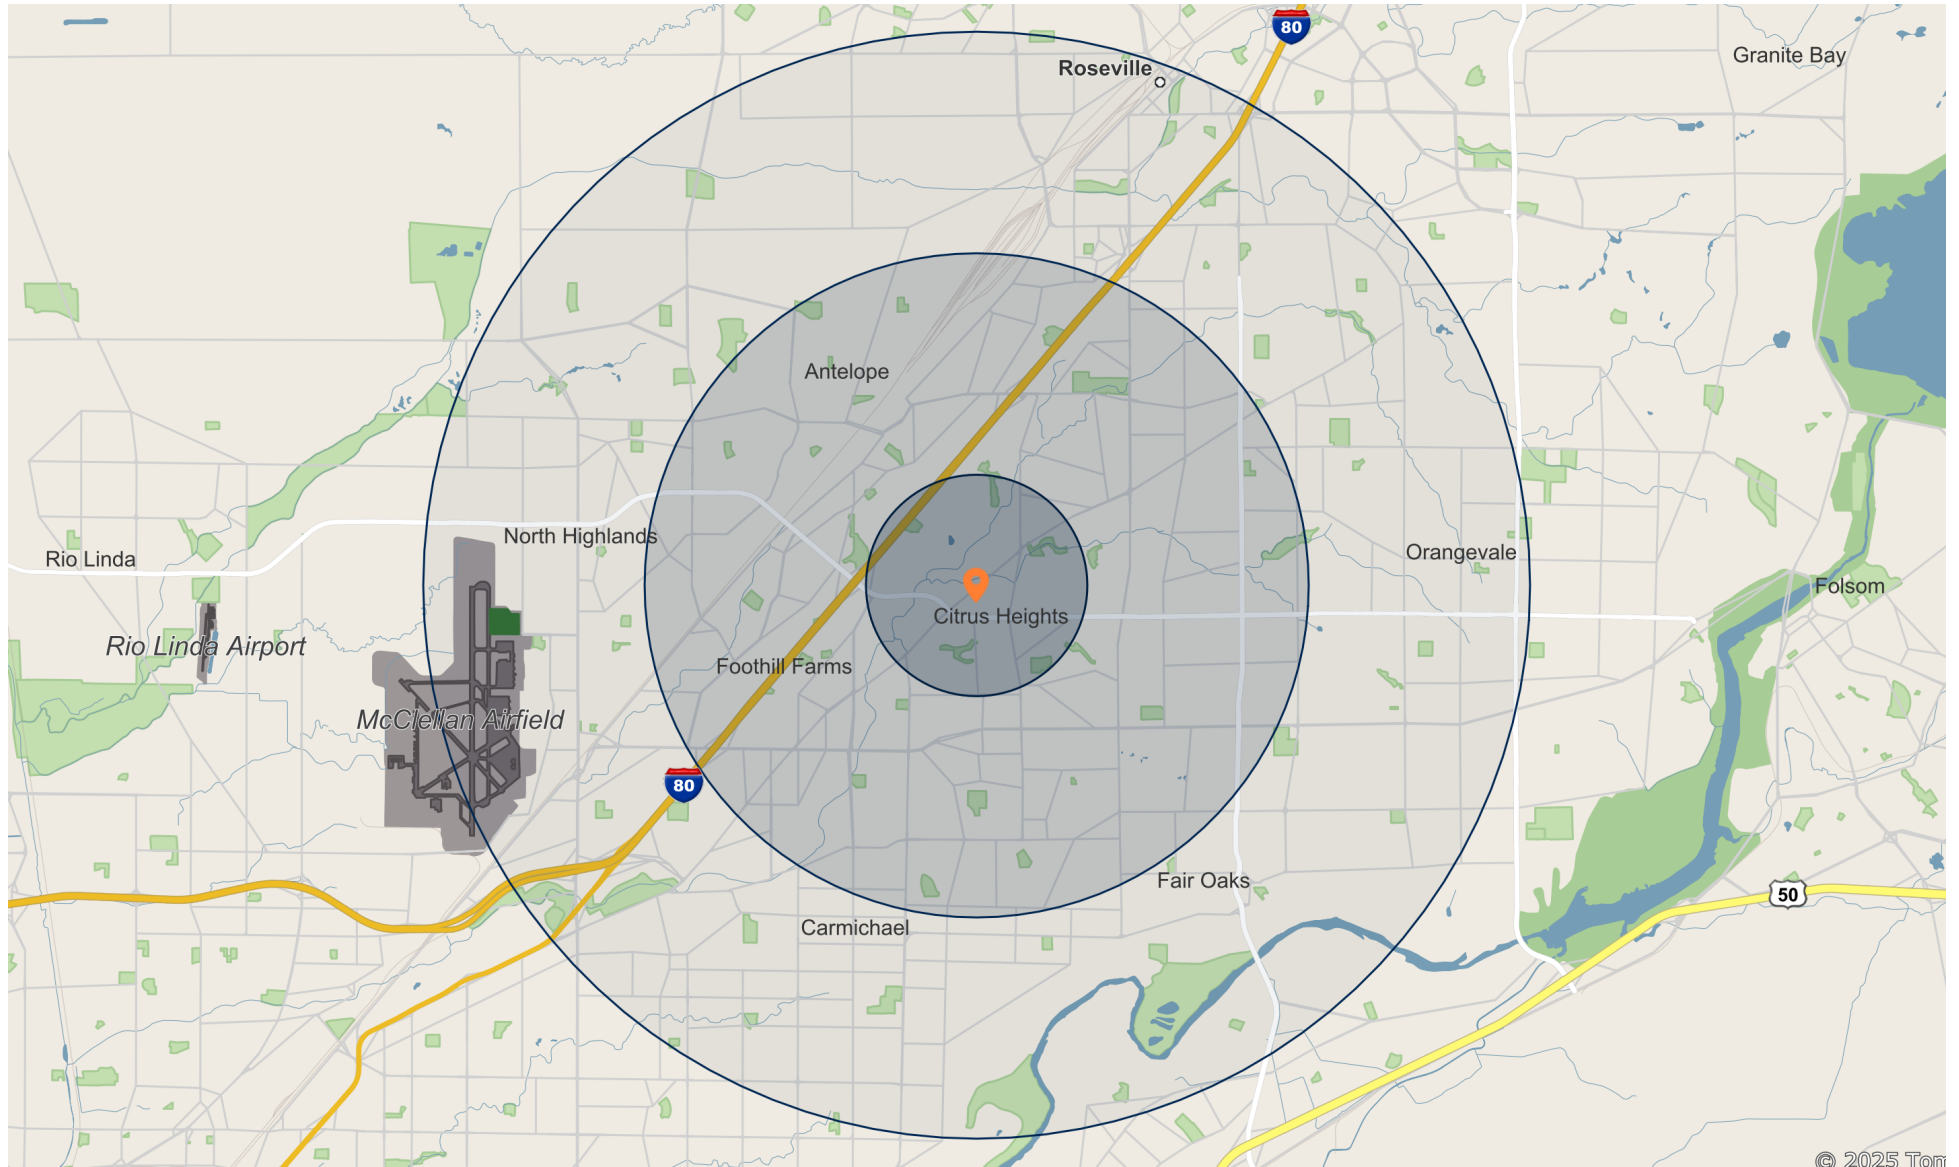 80
Granite Bay
Roseville
Antelope
North Highlands
Orangevale
Rio Linda
Folsom
Citrus Heights
Rio Linda Airport
Foothill Farms
McClellan Airfield
80
Fair Oaks
50
Carmichael
© 2025 Tom